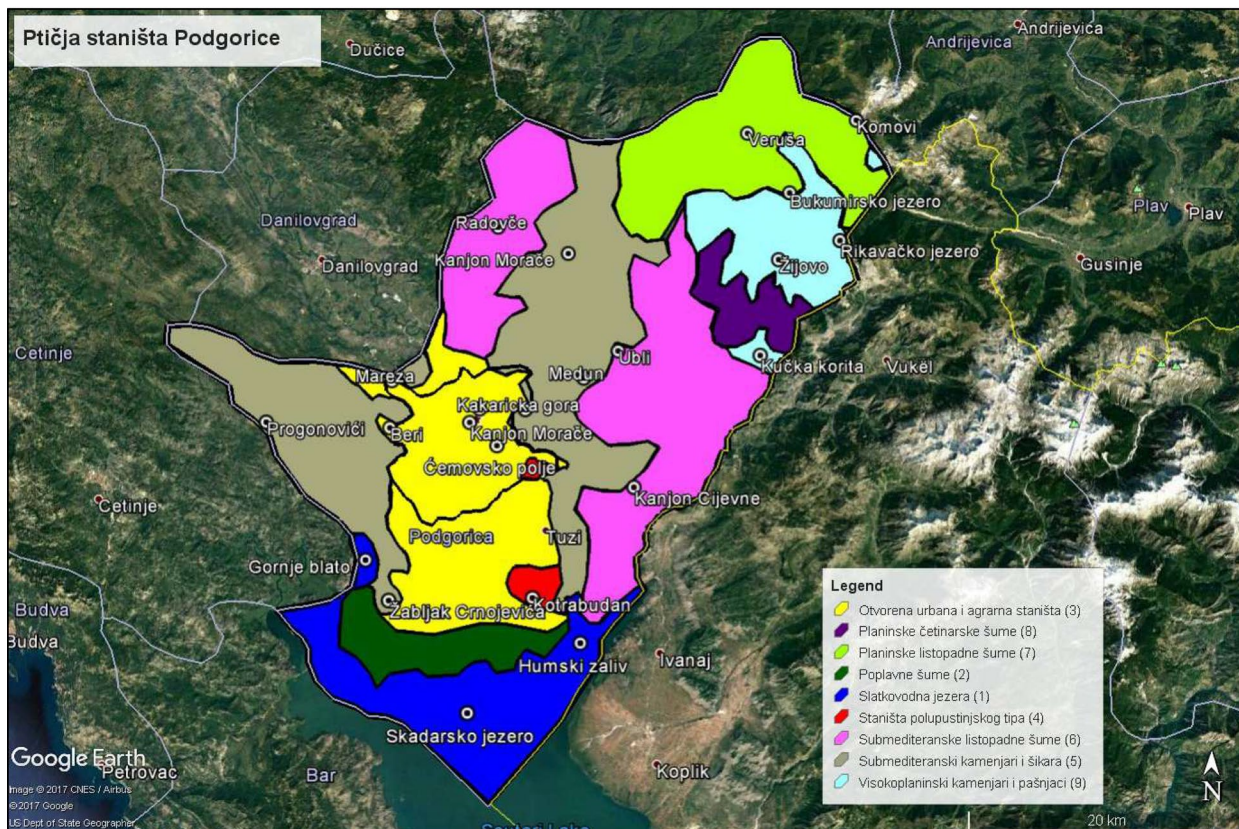 Ptičja staništa Podgorice
Dučice
Andrijevica
Andrijevica
Veruša
Komovi
Bukumirsko jezero
Plav
Plav
Radovče
Danilovgrad
Kanjon Morače
Danilovgrad
Rikavačko jezero
Žijovo
Gusinje
Cetinje
Mareza
Medun
Ubli
Kučka korita
Vukël
Kakaricka gora
Progonovići
Beri
Kanjon Morače
Ćemovsko polje
Kanjon Cijevne
Cetinje
Podgorica
Tuzi
Gornje blato
Žabljak Crnojevića
Kotrabudan
Budva
Budva
Humski zaliv
Ivanaj
Skadarsko jezero
Petrovac
Bar
Koplik
Legend
Otvorena urbana i agrarna staništa (3)
Planinske četinarske šume (8)
Planinske listopadne šume (7)
Poplavne šume (2)
Slatkovodna jezera (1)
Staništa polupustinjskog tipa (4)
Submediteranske listopadne šume (6)
Submediteranski kamenjari i šikara (5)
Visokoplaninski kamenjari i pašnjaci (9)
Google Earth
Image © 2017 CNES / Airbus
©2017 Google
US Dept of State Geographer
N
20 km